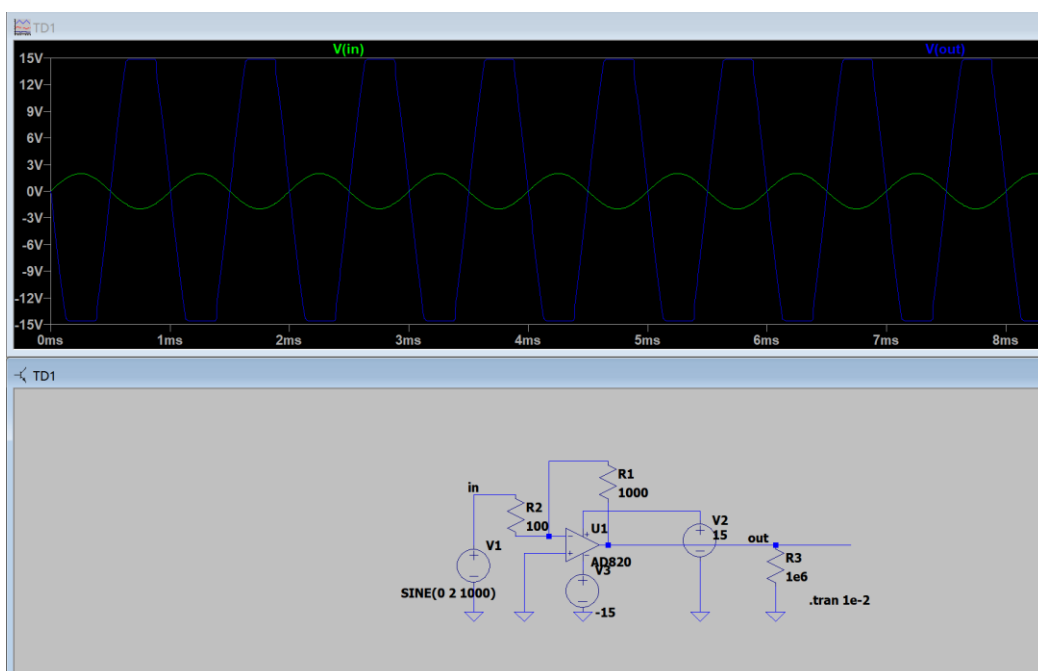 TD1
V(in) V(out)
15V
12V
9V
6V
3V
0V
-3V
-6V
-9V
-12V
-15V
0ms 1ms 2ms 3ms 4ms 5ms 6ms 7ms 8ms
TD1
in
R2
100
R1
1000
U1
AD820
V2
15
out
V1
SINE(0 2 1000)
V3
-15
R3
1e6
.tran 1e-2